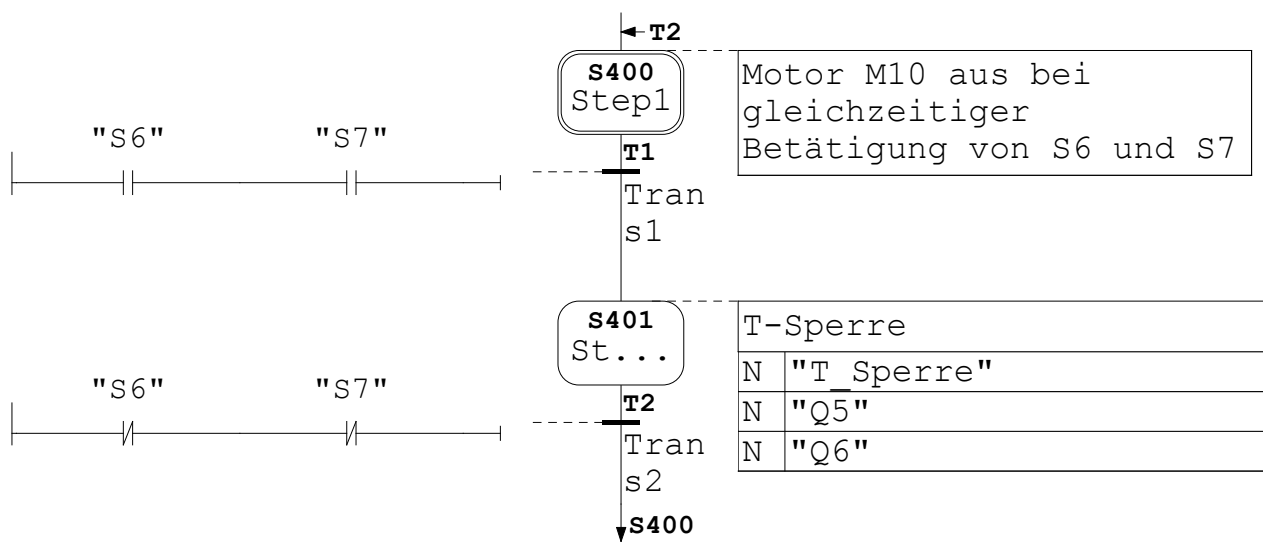 T2
S400
Step1
Motor M10 aus bei
gleichzeitiger
Betätigung von S6 und S7
"S6" "S7"
T1
Tran
s1
S401
St...
T-Sperre
N "T_Sperre"
N "Q5"
N "Q6"
"S6" "S7"
T2
Tran
s2
S400